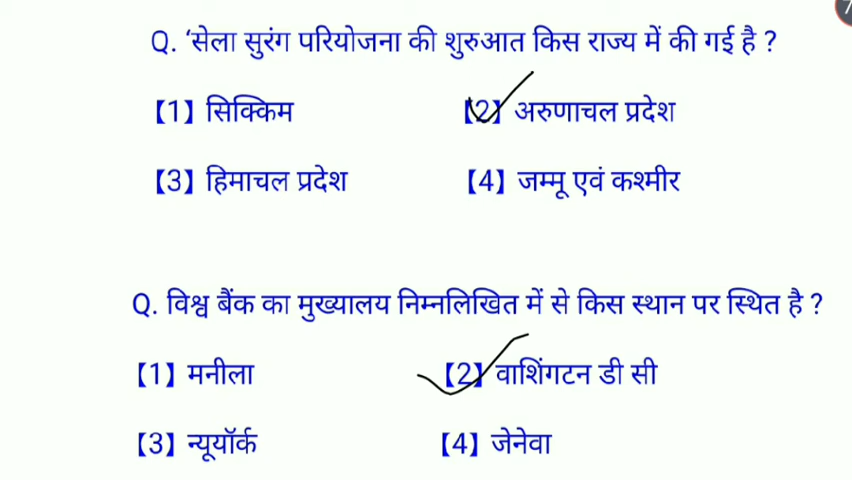 Q. ‘सेला सुरंग परियोजना की शुरुआत किस राज्य में की गई है ?
【1】 सिक्किम 【2】 अरुणाचल प्रदेश
【3】 हिमाचल प्रदेश 【4】 जम्मू एवं कश्मीर
Q. विश्व बैंक का मुख्यालय निम्नलिखित में से किस स्थान पर स्थित है ?
【1】 मनीला 【2】 वाशिंगटन डी सी
【3】 न्यूयॉर्क 【4】 जेनेवा